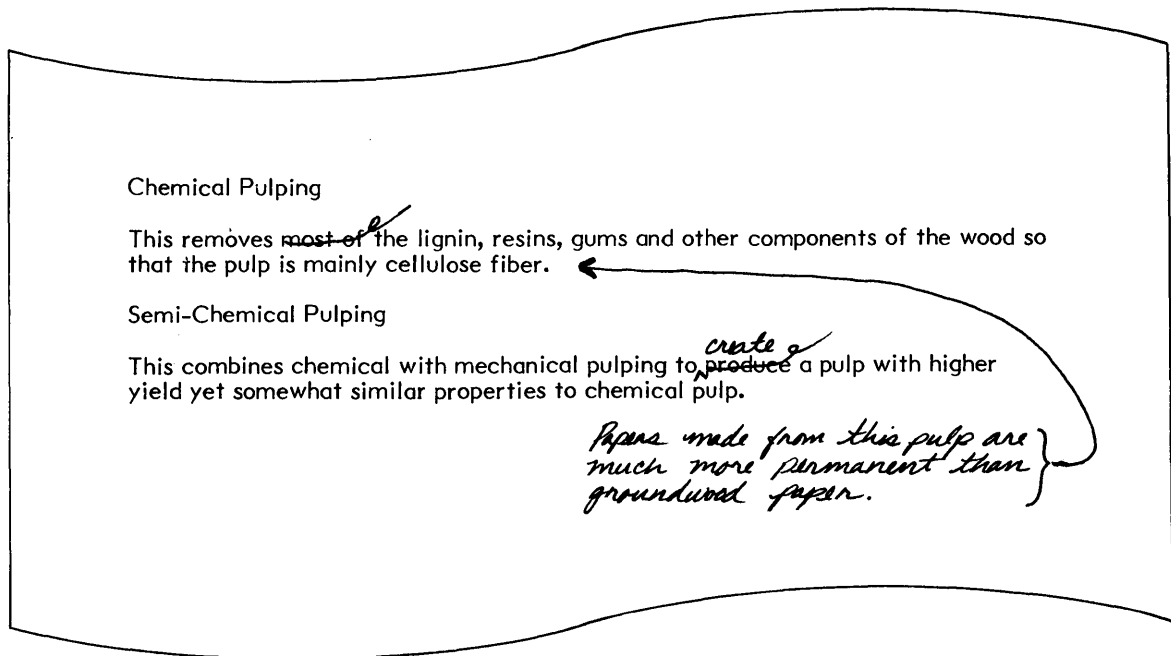 Chemical Pulping
This removes most of the lignin, resins, gums and other components of the wood so
that the pulp is mainly cellulose fiber.
Semi-Chemical Pulping
create
This combines chemical with mechanical pulping to produce a pulp with higher
yield yet somewhat similar properties to chemical pulp.
Papers made from this pulp are
much more permanent than
groundwood paper.